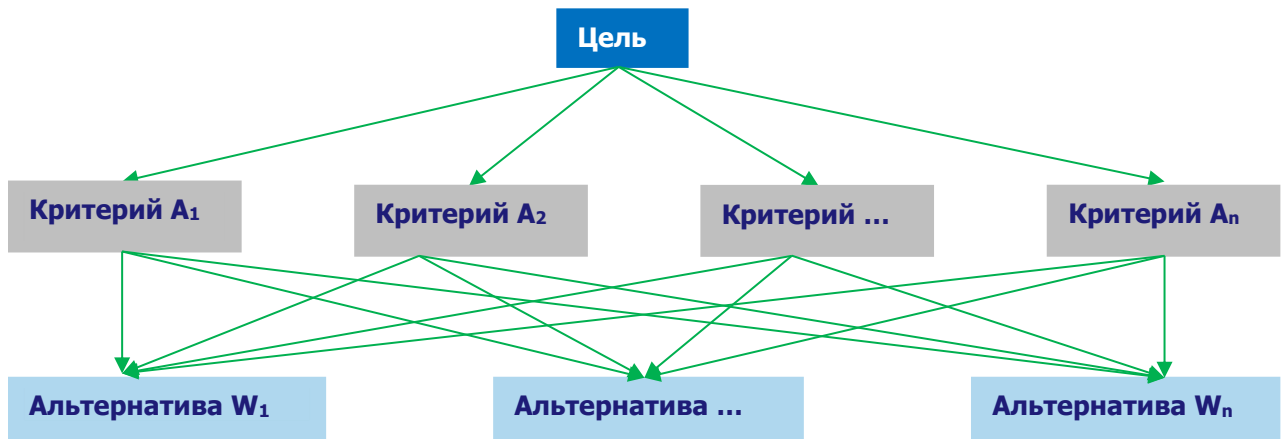 Цель
Критерий A₁
Критерий A₂
Критерий ...
Критерий Aₙ
Альтернатива W₁
Альтернатива ...
Альтернатива Wₙ